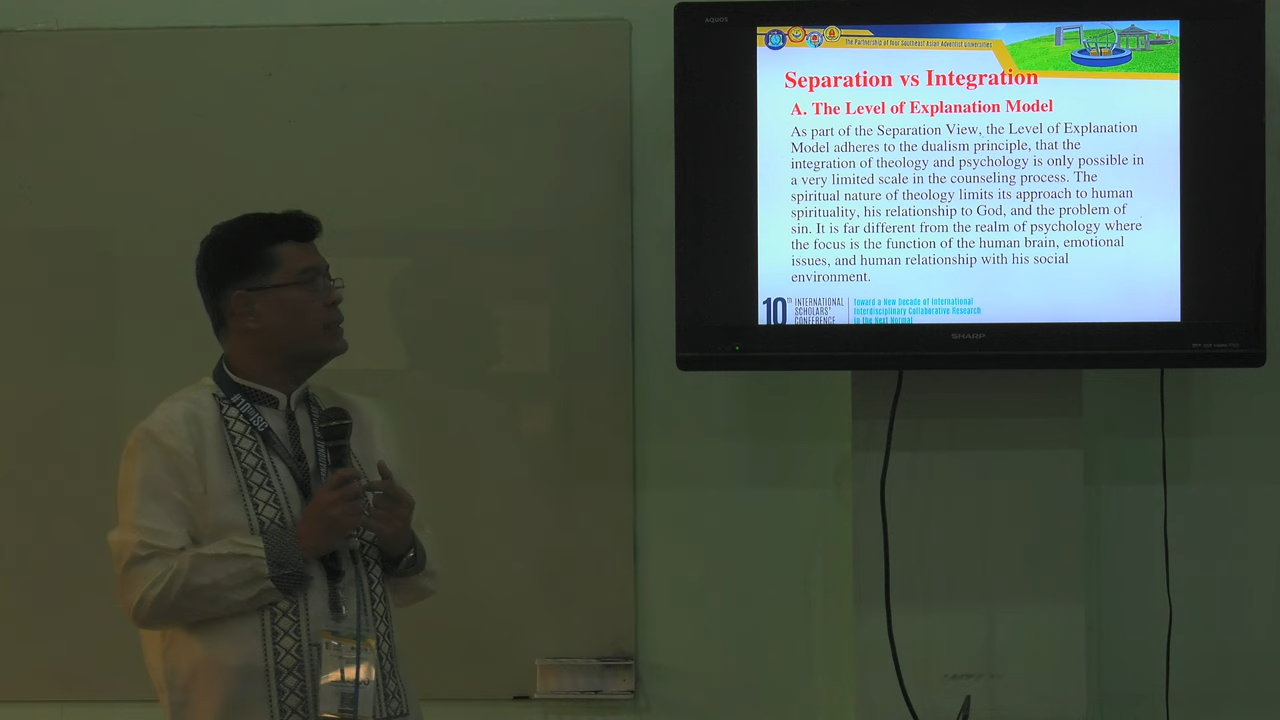 AQUOS
The Partnership of Four Southeast Asian Adventist Universities
Separation vs Integration
A. The Level of Explanation Model
As part of the Separation View, the Level of Explanation
Model adheres to the dualism principle, that the
integration of theology and psychology is only possible in
a very limited scale in the counseling process. The
spiritual nature of theology limits its approach to human
spirituality, his relationship to God, and the problem of
sin. It is far different from the realm of psychology where
the focus is the function of the human brain, emotional
issues, and human relationship with his social
environment.
10th INTERNATIONAL
SCHOLARS'
CONFERENCE
Toward a New Decade of International
Interdisciplinary Collaborative Research
in the Next Normal
SHARP
#10thISC